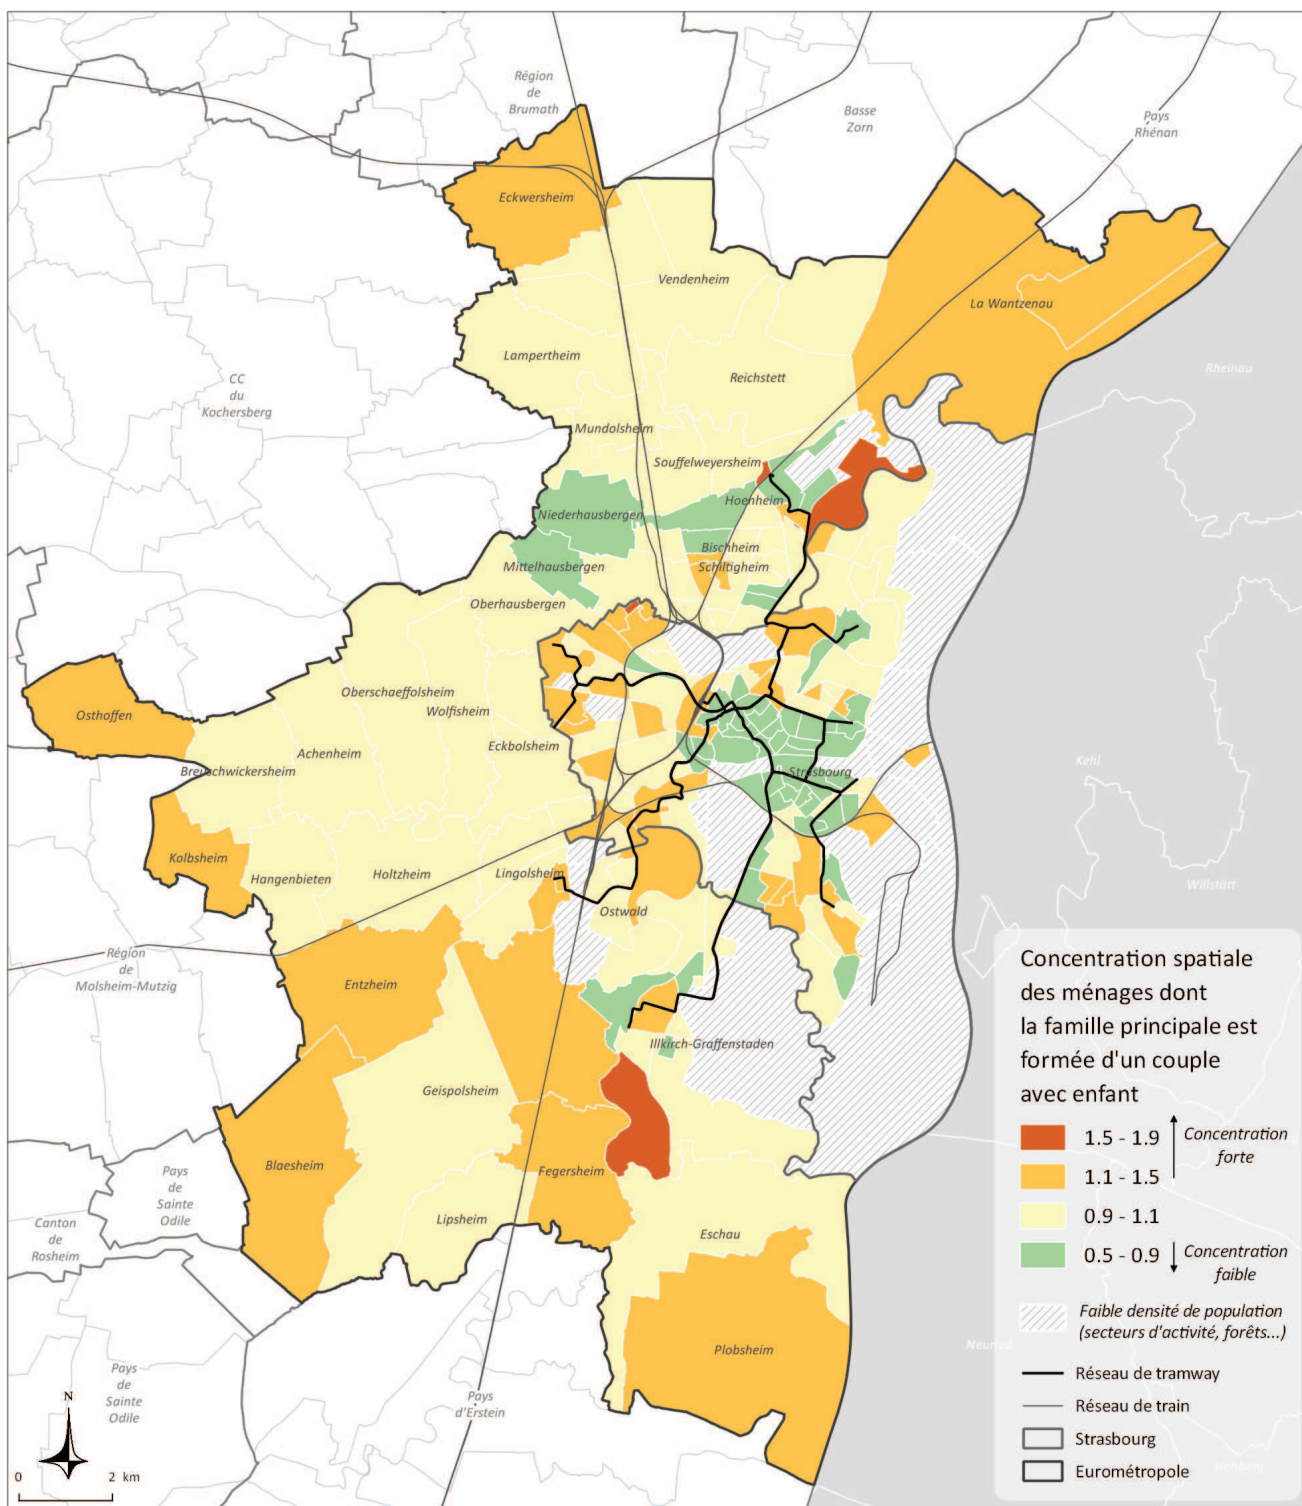 Région
de
Brumath
Basse
Zorn
Pays
Rhénan
Eckwersheim
Vendenheim
La Wantzenau
Lampertheim
Reichstett
Rheinau
CC
du
Kochersberg
Mundolsheim
Souffelweyersheim
Hoenheim
Niederhausbergen
Bischheim
Mittelhausbergen
Schiltigheim
Oberhausbergen
Oberschaeffolsheim
Wolfisheim
Osthoffen
Achenheim
Eckbolsheim
Breuschwickersheim
Strasbourg
Kehl
Kolbsheim
Hangenbieten
Holtzheim
Lingolsheim
Willstätt
Ostwald
Région
de
Molsheim-Mutzig
Entzheim
Illkirch-Graffenstaden
Geispolsheim
Blaesheim
Fegersheim
Pays
de
Sainte
Odile
Canton
de
Rosheim
Lipsheim
Eschau
Plobsheim
Pays
de
Sainte
Odile
Pays
d'Erstein
N
0 2 km
Concentration spatiale
des ménages dont
la famille principale est
formée d'un couple
avec enfant
1.5 - 1.9
1.1 - 1.5
Concentration
forte
0.9 - 1.1
0.5 - 0.9
Concentration
faible
Faible densité de population
(secteurs d'activité, forêts...)
Réseau de tramway
Réseau de train
Strasbourg
Eurométropole